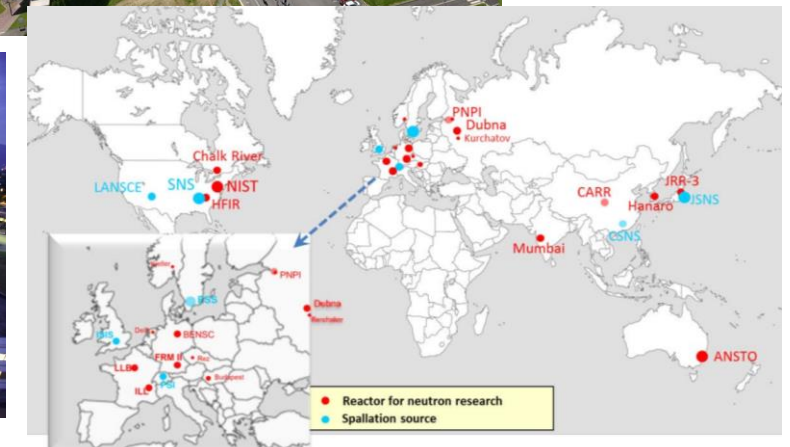 PNPI
Dubna
Kurchatov
Chalk River
LANSCE
SNS
NIST
HFIR
CARR
JRR-3
Hanaro
JSNS
CSNS
Mumbai
ANSTO
PNPI
ESS
Dubna
ISIS
BENSC
FRM II
Rez
LLB
PSI
Budapest
ILL
Reactor for neutron research
Spallation source